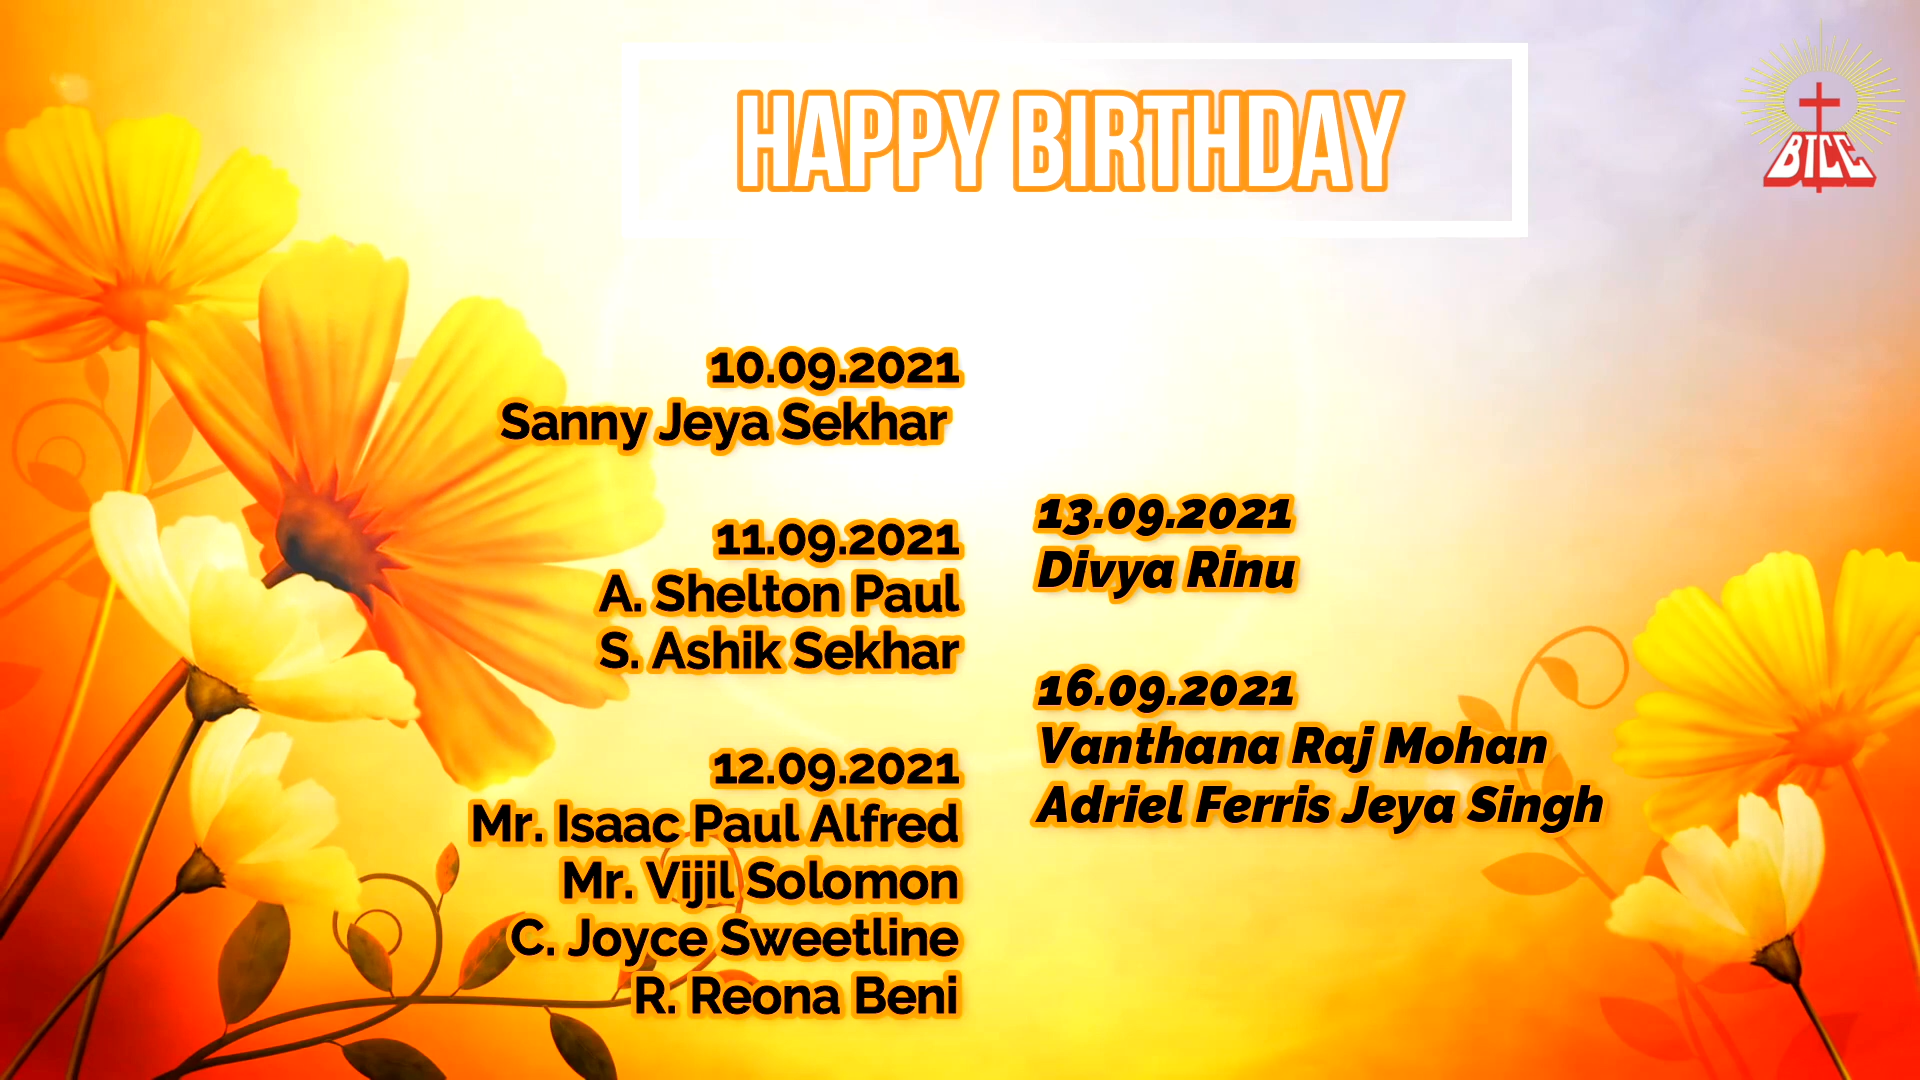 HAPPY BIRTHDAY
BTCC
10.09.2021
Sanny Jeya Sekhar
11.09.2021
A. Shelton Paul
S. Ashik Sekhar
12.09.2021
Mr. Isaac Paul Alfred
Mr. Vijil Solomon
C. Joyce Sweetline
R. Reona Beni
13.09.2021
Divya Rinu
16.09.2021
Vanthana Raj Mohan
Adriel Ferris Jeya Singh